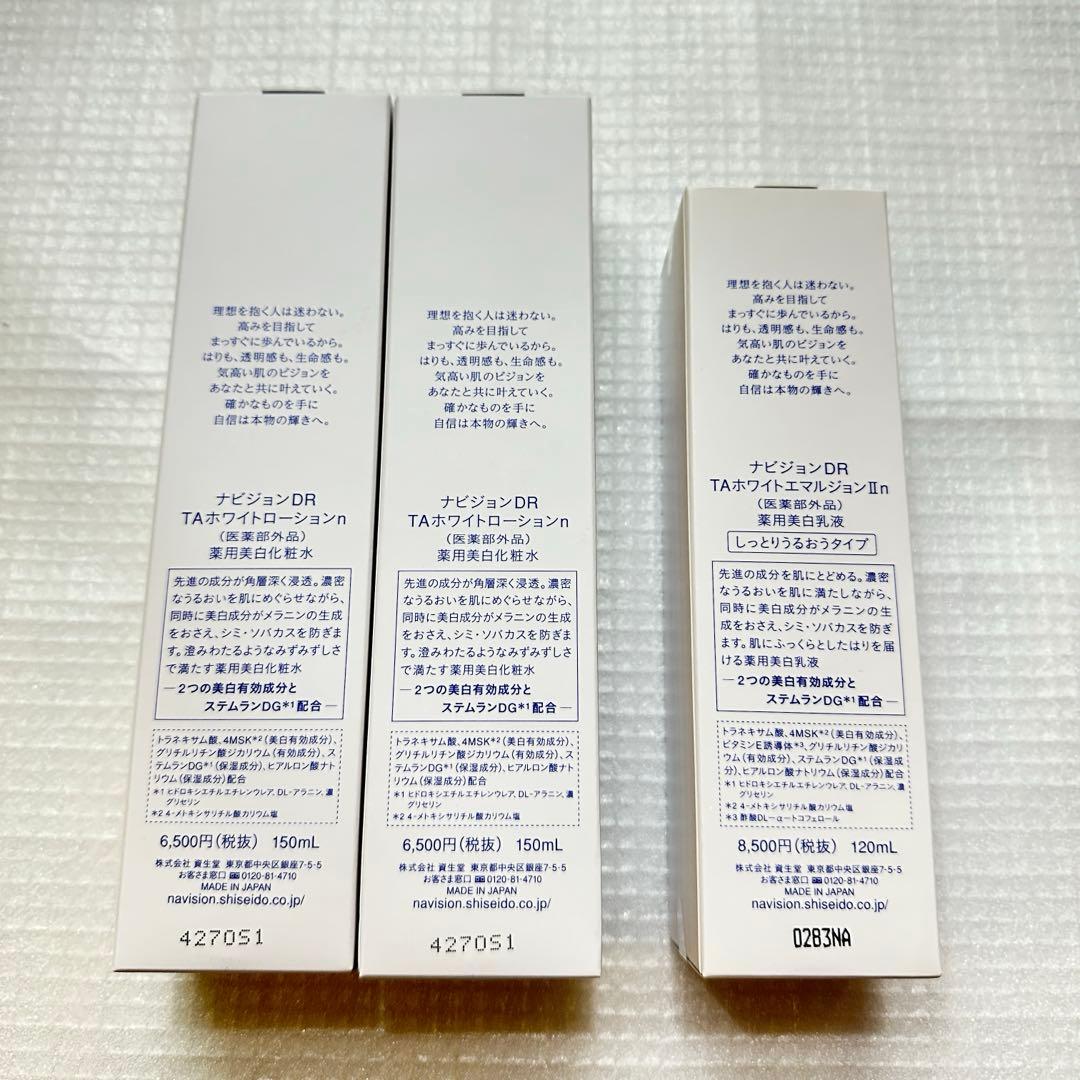 理想を抱く人は迷わない。
高みを目指して
まっすぐに歩んでいるから。
はりも、透明感も、生命感も。
気高い肌のビジョンを
あなたと共に叶えていく。
確かなものを手に
自信は本物の輝きへ。
ナビジョンDR
TAホワイトローションn
（医薬部外品）
薬用美白化粧水
先進の成分が角層深く浸透。濃密
なうるおいを肌にめぐらせながら、
同時に美白成分がメラニンの生成
をおさえ、シミ・ソバカスを防ぎま
す。澄みわたるようなみずみずしさ
で満たす薬用美白化粧水
―2つの美白有効成分と
ステムランDG*1配合―
トラネキサム酸、4MSK*2（美白有効成分）、
グリチルリチン酸ジカリウム（有効成分）、ス
テムランDG*1（保湿成分）、ヒアルロン酸ナト
リウム（保湿成分）配合
*1 ヒドロキシエチルエチレンウレア、DL-アラニン、濃
グリセリン
*2 4-メトキシサリチル酸カリウム塩
6,500円（税抜） 150mL
株式会社 資生堂 東京都中央区銀座7-5-5
お客さま窓口 0120-81-4710
MADE IN JAPAN
navision.shiseido.co.jp/
4270S1
理想を抱く人は迷わない。
高みを目指して
まっすぐに歩んでいるから。
はりも、透明感も、生命感も。
気高い肌のビジョンを
あなたと共に叶えていく。
確かなものを手に
自信は本物の輝きへ。
ナビジョンDR
TAホワイトローションn
（医薬部外品）
薬用美白化粧水
先進の成分が角層深く浸透。濃密
なうるおいを肌にめぐらせながら、
同時に美白成分がメラニンの生成
をおさえ、シミ・ソバカスを防ぎま
す。澄みわたるようなみずみずしさ
で満たす薬用美白化粧水
―2つの美白有効成分と
ステムランDG*1配合―
トラネキサム酸、4MSK*2（美白有効成分）、
グリチルリチン酸ジカリウム（有効成分）、ス
テムランDG*1（保湿成分）、ヒアルロン酸ナト
リウム（保湿成分）配合
*1 ヒドロキシエチルエチレンウレア、DL-アラニン、濃
グリセリン
*2 4-メトキシサリチル酸カリウム塩
6,500円（税抜） 150mL
株式会社 資生堂 東京都中央区銀座7-5-5
お客さま窓口 0120-81-4710
MADE IN JAPAN
navision.shiseido.co.jp/
4270S1
理想を抱く人は迷わない。
高みを目指して
まっすぐに歩んでいるから。
はりも、透明感も、生命感も。
気高い肌のビジョンを
あなたと共に叶えていく。
確かなものを手に
自信は本物の輝きへ。
ナビジョンDR
TAホワイトエマルジョンⅡn
（医薬部外品）
薬用美白乳液
しっとりうるおうタイプ
先進の成分を肌にとどめる。濃密
なうるおいを肌に満たしながら、
同時に美白成分がメラニンの生
成をおさえ、シミ・ソバカスを防ぎ
ます。肌にふっくらとしたはりを届
ける薬用美白乳液
―2つの美白有効成分と
ステムランDG*1配合―
トラネキサム酸、4MSK*2（美白有効成分）、
ビタミンE誘導体*3、グリチルリチン酸ジカリ
ウム（有効成分）、ステムランDG*1（保湿成
分）、ヒアルロン酸ナトリウム（保湿成分）配合
*1 ヒドロキシエチルエチレンウレア、DL-アラニン、濃
グリセリン
*2 4-メトキシサリチル酸カリウム塩
*3 酢酸DL-α-トコフェロール
8,500円（税抜） 120mL
株式会社 資生堂 東京都中央区銀座7-5-5
お客さま窓口 0120-81-4710
MADE IN JAPAN
navision.shiseido.co.jp/
02B3NA